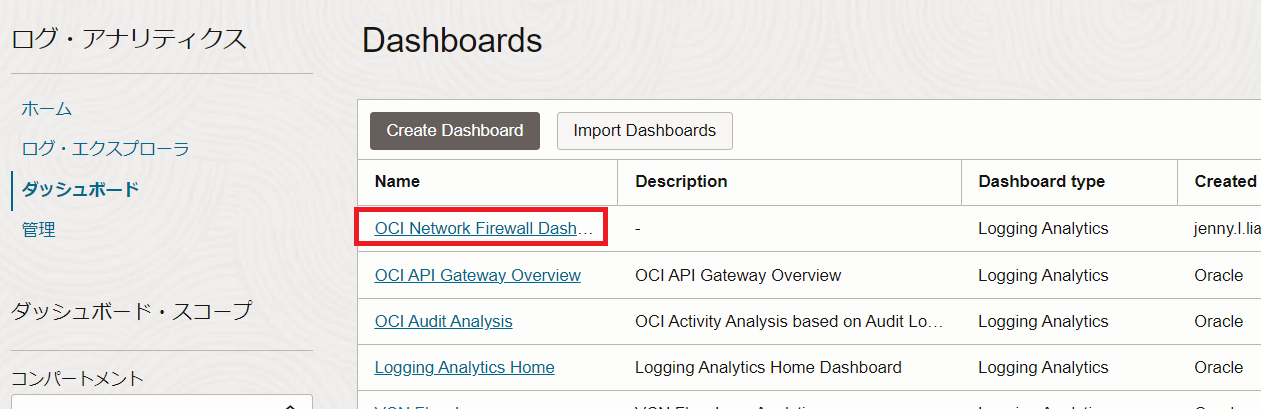 ログ・アナリティクス
ホーム
ログ・エクスプローラ
ダッシュボード
管理
ダッシュボード・スコープ
コンパートメント
Dashboards
Create Dashboard Import Dashboards
Name Description Dashboard type Created
OCI Network Firewall Dash… - Logging Analytics jenny.l.lia
OCI API Gateway Overview OCI API Gateway Overview Logging Analytics Oracle
OCI Audit Analysis OCI Activity Analysis based on Audit Lo… Logging Analytics Oracle
Logging Analytics Home Logging Analytics Home Dashboard Logging Analytics Oracle